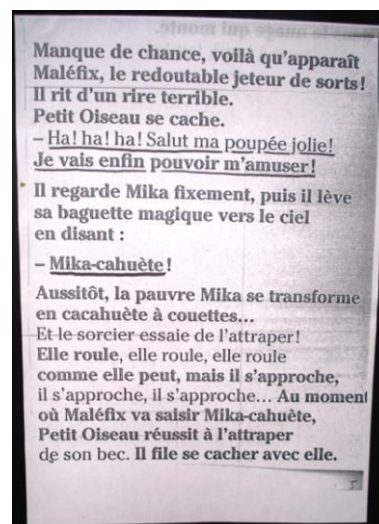 Manque de chance, voilà qu'apparaît
Maléfix, le redoutable jeteur de sorts!
Il rit d'un rire terrible.
Petit Oiseau se cache.
– Ha! ha! ha! Salut ma poupée jolie!
Je vais enfin pouvoir m'amuser!
Il regarde Mika fixement, puis il lève
sa baguette magique vers le ciel
en disant :
– Mika-cahuète!
Aussitôt, la pauvre Mika se transforme
en cacahuète à couettes...
Et le sorcier essaie de l'attraper!
Elle roule, elle roule, elle roule
comme elle peut, mais il s'approche,
il s'approche, il s'approche... Au moment
où Maléfix va saisir Mika-cahuète,
Petit Oiseau réussit à l'attraper
de son bec. Il file se cacher avec elle.
5